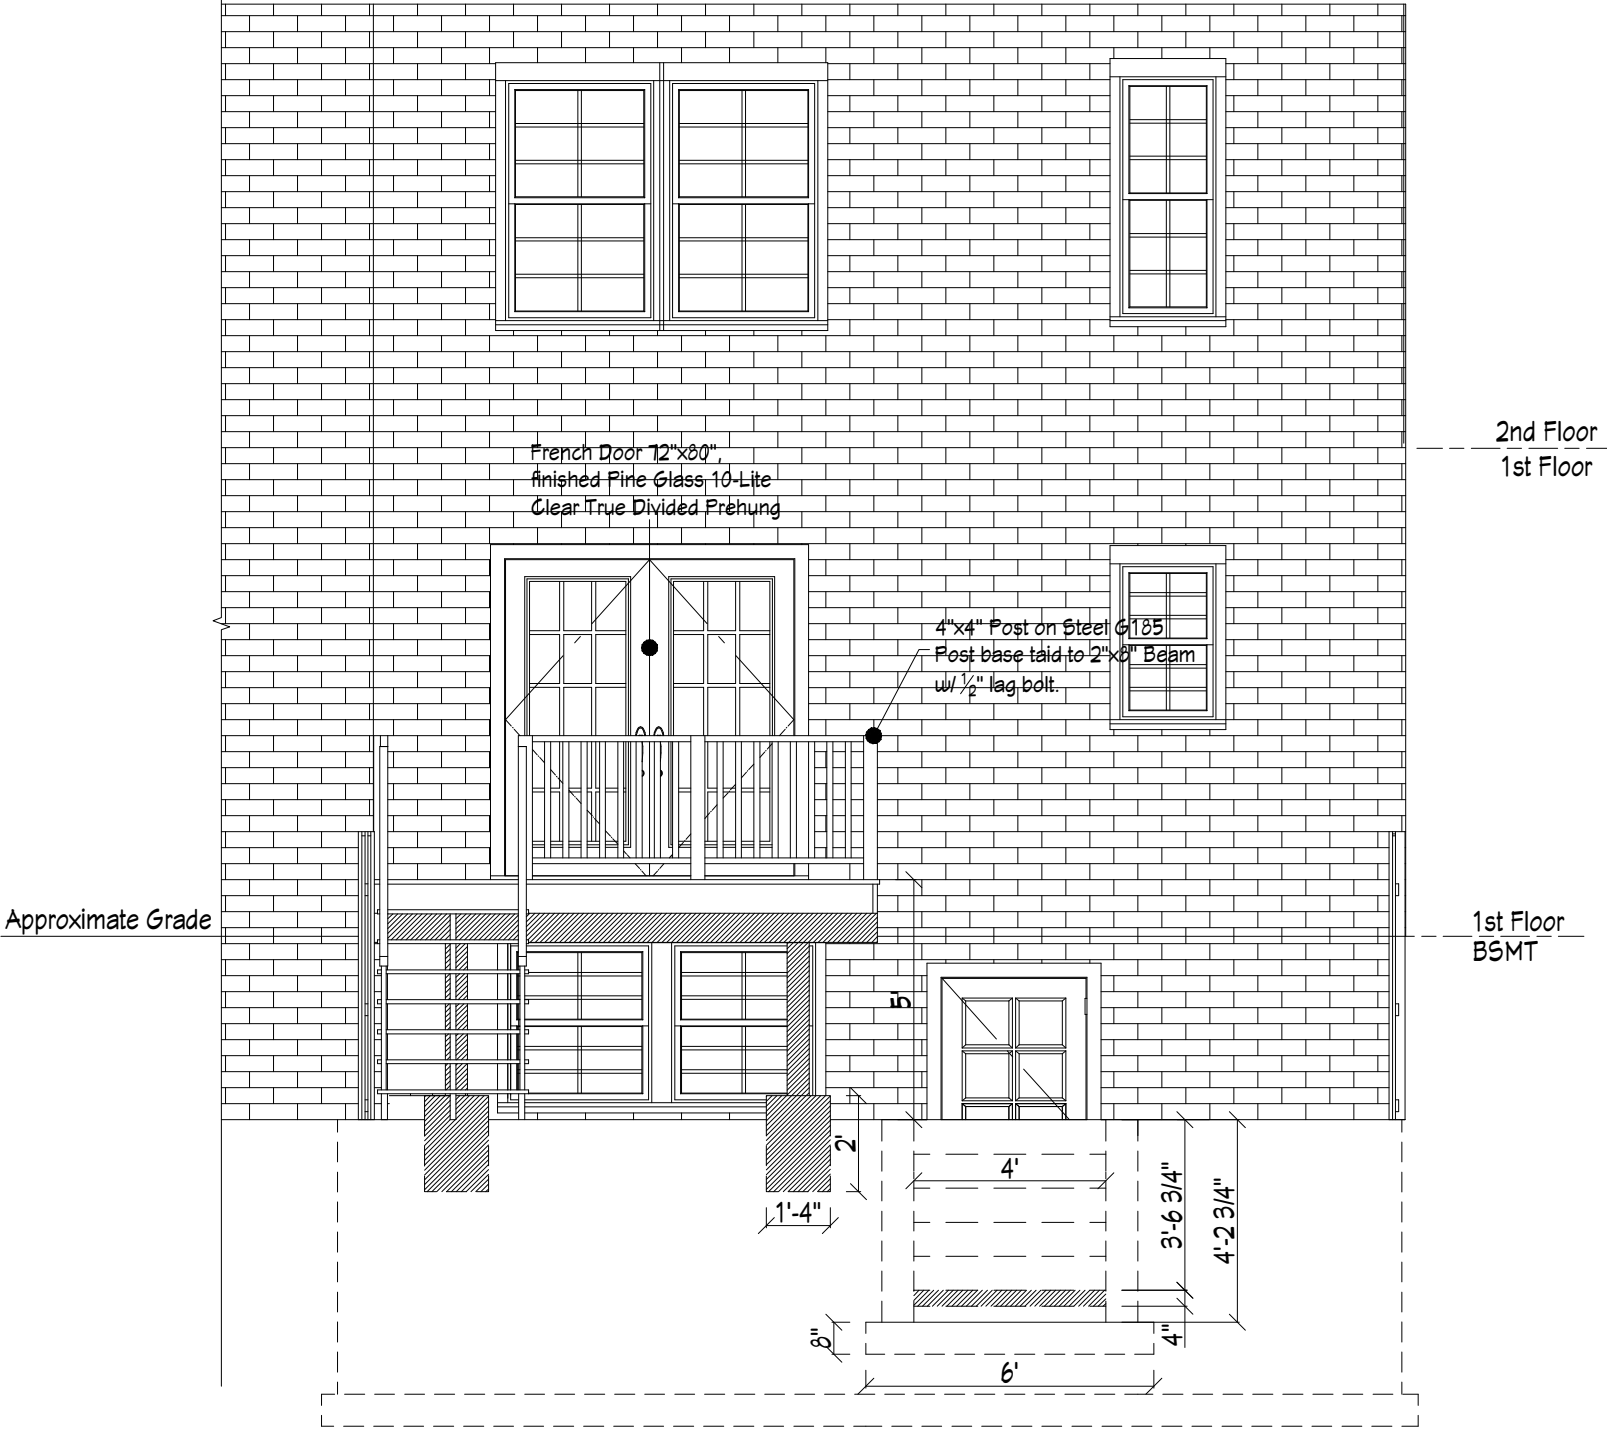 2nd Floor
1st Floor
French Door 72"x80",
finished Pine Glass 10-Lite
Clear True Divided Prehung
4"x4" Post on Steel G185
Post base taid to 2"x8" Beam
w/ ½" lag bolt.
Approximate Grade
1st Floor
BSMT
5'
2'
4'
1'-4"
3'-6 3/4"
4'-2 3/4"
8"
4"
6'